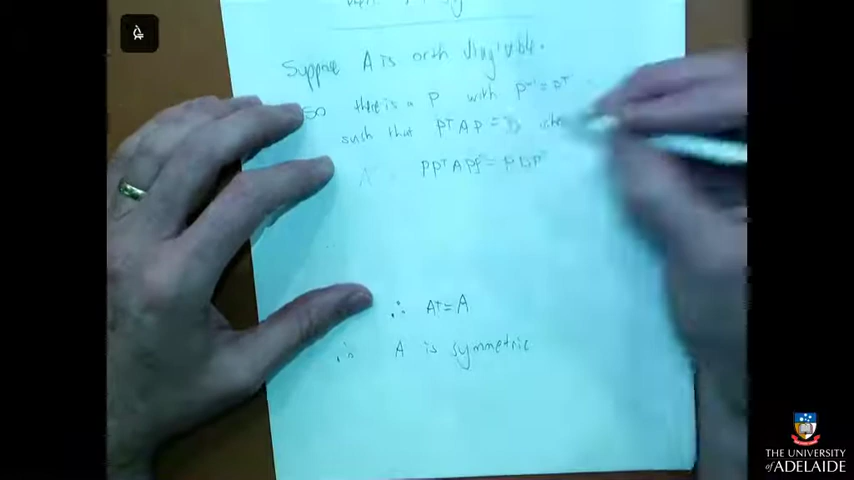 Suppose A is orth diag'ible.
so there is a P with P⁻¹=Pᵀ
such that PᵀAP = D
PPᵀAPPᵀ = PDPᵀ
∴ Aᵀ=A
∴ A is symmetric
THE UNIVERSITY
of ADELAIDE